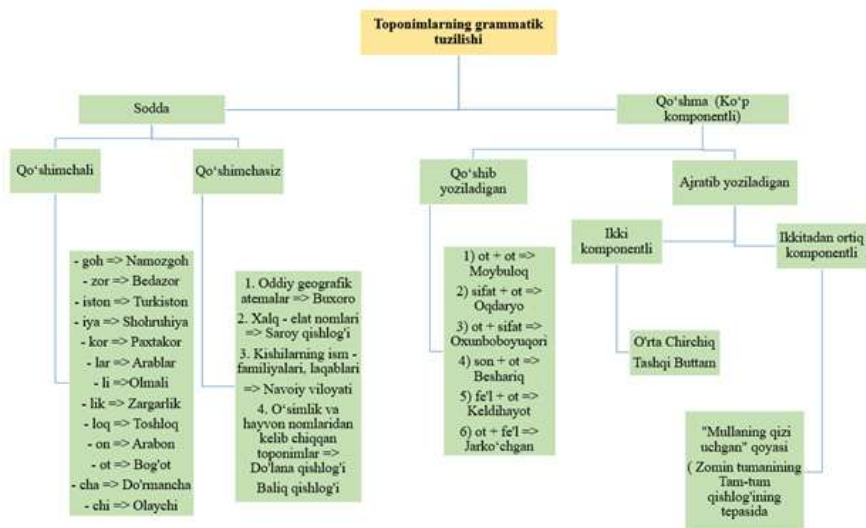 Toponimlarning grammatik
tuzilishi
Sodda
Qo‘shma (Ko‘p
komponentli)
Qo‘shimchali
Qo‘shimchasiz
Qo‘shib
yoziladigan
Ajratib yoziladigan
Ikki
komponentli
Ikkitadan ortiq
komponentli
- goh => Namozgoh
- zor => Bedazor
- iston => Turkiston
- iya => Shohruhiya
- kor => Paxtakor
- lar => Arablar
- li =>Olmali
- lik => Zargarlik
- loq => Toshloq
- on => Arabon
- ot => Bog'ot
- cha => Do'rmancha
- chi => Olaychi
1. Oddiy geografik
atemalar => Buxoro
2. Xalq - elat nomlari
=> Saroy qishlog'i
3. Kishilarning ism -
familiyalari, laqablari
=> Navoiy viloyati
4. O‘simlik va
hayvon nomlaridan
kelib chiqqan
toponimlar =>
Do'lana qishlog'i
Baliq qishlog'i
1) ot + ot =>
Moybuloq
2) sifat + ot =>
Oqdaryo
3) ot + sifat =>
Oxunboboyuqori
4) son + ot =>
Beshariq
5) fe'l + ot =>
Keldihayot
6) ot + fe'l =>
Jarko‘chgan
O'rta Chirchiq
Tashqi Buttam
"Mullaning qizi
uchgan" qoyasi
( Zomin tumanining
Tam-tum
qishlog'ining
tepasida